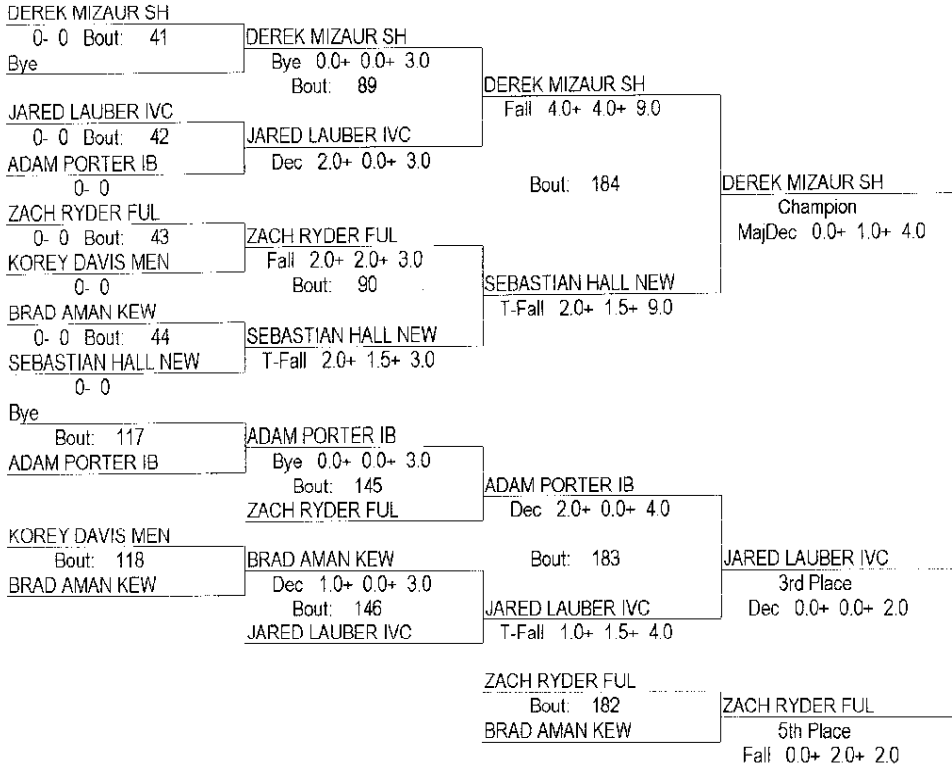 DEREK MIZAUR SH
0- 0 Bout: 41
Bye
DEREK MIZAUR SH
Bye 0.0+ 0.0+ 3.0
Bout: 89
JARED LAUBER IVC
0- 0 Bout: 42
ADAM PORTER IB
0- 0
JARED LAUBER IVC
Dec 2.0+ 0.0+ 3.0
DEREK MIZAUR SH
Fall 4.0+ 4.0+ 9.0
ZACH RYDER FUL
0- 0 Bout: 43
KOREY DAVIS MEN
0- 0
ZACH RYDER FUL
Fall 2.0+ 2.0+ 3.0
Bout: 90
BRAD AMAN KEW
0- 0 Bout: 44
SEBASTIAN HALL NEW
0- 0
SEBASTIAN HALL NEW
T-Fall 2.0+ 1.5+ 3.0
SEBASTIAN HALL NEW
T-Fall 2.0+ 1.5+ 9.0
Bout: 184
DEREK MIZAUR SH
Champion
MajDec 0.0+ 1.0+ 4.0
Bye
Bout: 117
ADAM PORTER IB
ADAM PORTER IB
Bye 0.0+ 0.0+ 3.0
Bout: 145
ZACH RYDER FUL
ADAM PORTER IB
Dec 2.0+ 0.0+ 4.0
KOREY DAVIS MEN
Bout: 118
BRAD AMAN KEW
BRAD AMAN KEW
Dec 1.0+ 0.0+ 3.0
Bout: 146
JARED LAUBER IVC
JARED LAUBER IVC
T-Fall 1.0+ 1.5+ 4.0
Bout: 183
JARED LAUBER IVC
3rd Place
Dec 0.0+ 0.0+ 2.0
ZACH RYDER FUL
Bout: 182
BRAD AMAN KEW
ZACH RYDER FUL
5th Place
Fall 0.0+ 2.0+ 2.0